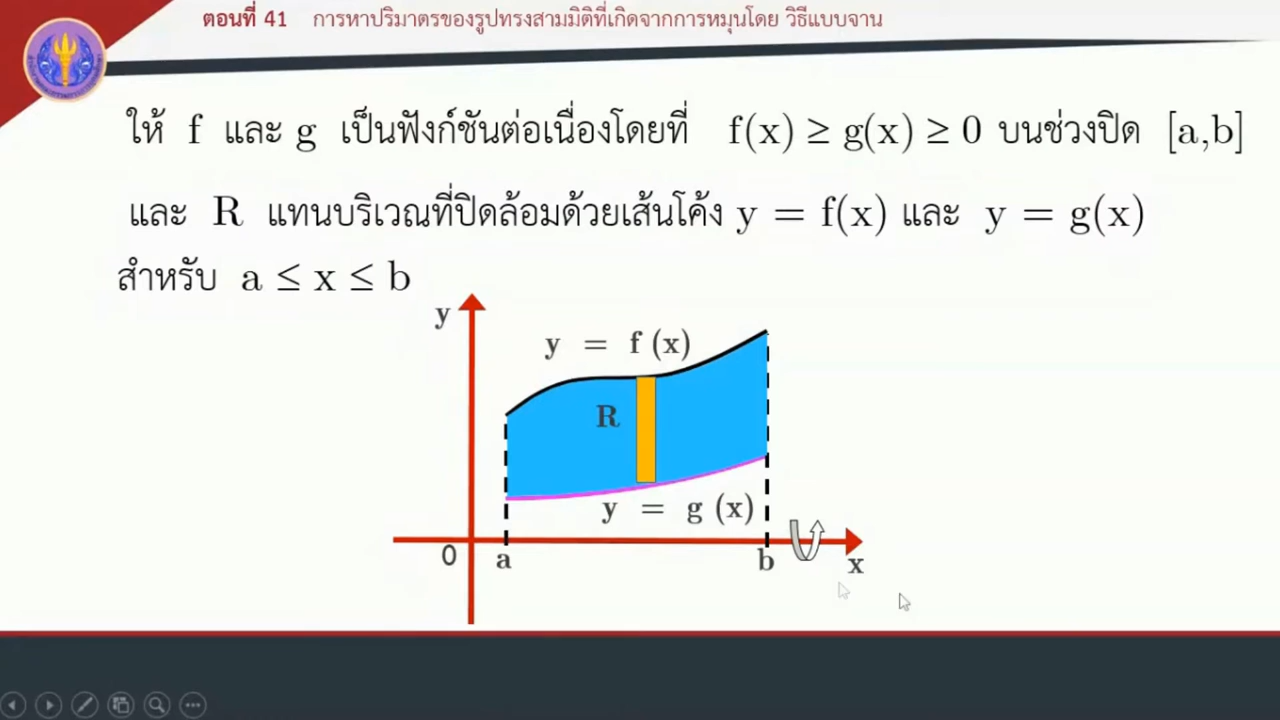 ตอนที่ 41 การหาปริมาตรของรูปทรงสามมิติที่เกิดจากการหมุนโดย วิธีแบบจาน
ให้ f และ g เป็นฟังก์ชันต่อเนื่องโดยที่ f(x) ≥ g(x) ≥ 0 บนช่วงปิด [a,b]
และ R แทนบริเวณที่ปิดล้อมด้วยเส้นโค้ง y = f(x) และ y = g(x)
สำหรับ a ≤ x ≤ b
y
y = f (x)
R
y = g (x)
0 a b x